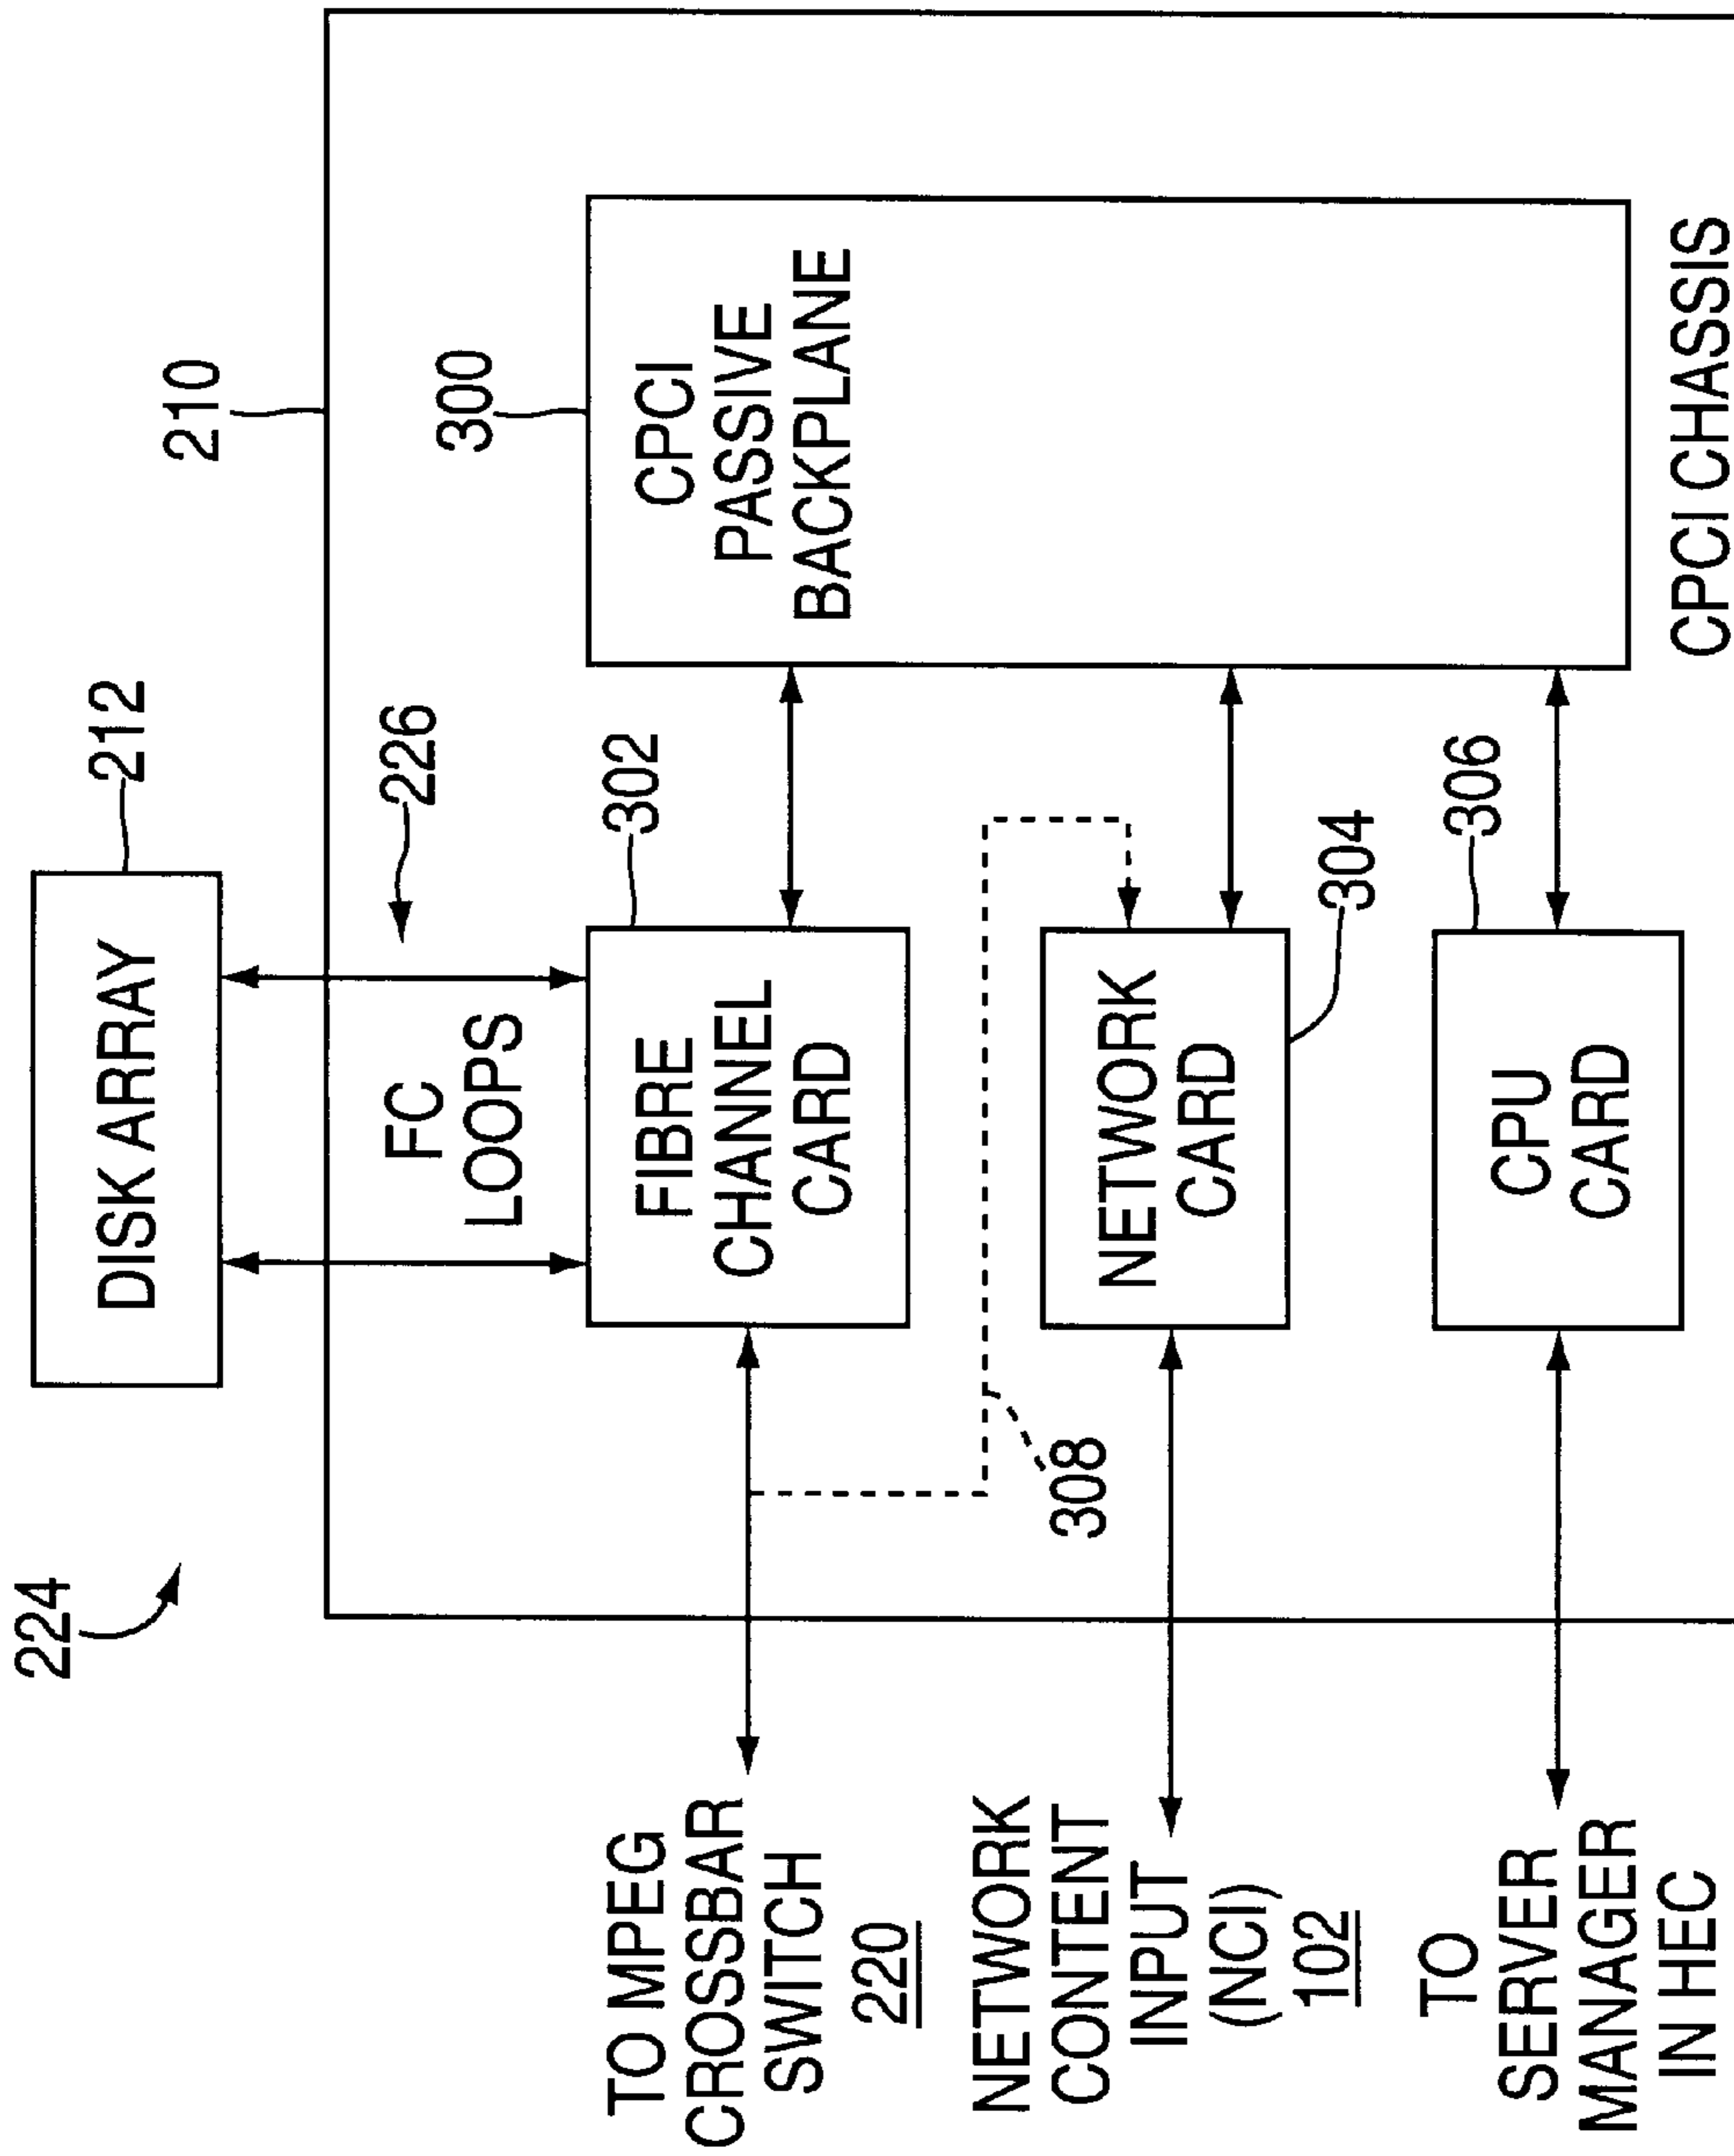 224
DISK ARRAY
212
210
FC
LOOPS
226
300
TO MPEG
CROSSBAR
SWITCH
220
FIBRE
CHANNEL
CARD
302
CPCI
PASSIVE
BACKPLANE
308
NETWORK
CONTENT
INPUT
(NCI)
102
NETWORK
CARD
304
TO
SERVER
MANAGER
IN HEC
CPU
CARD
306
CPCI CHASSIS